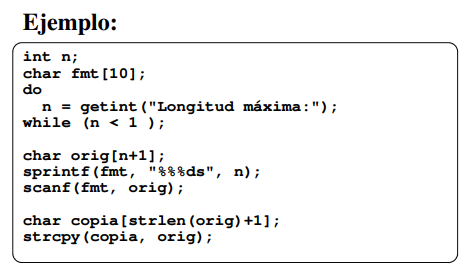 Ejemplo:
int n;
char fmt[10];
do
  n = getint("Longitud máxima:");
while (n < 1 );

char orig[n+1];
sprintf(fmt, "%%%ds", n);
scanf(fmt, orig);

char copia[strlen(orig)+1];
strcpy(copia, orig);